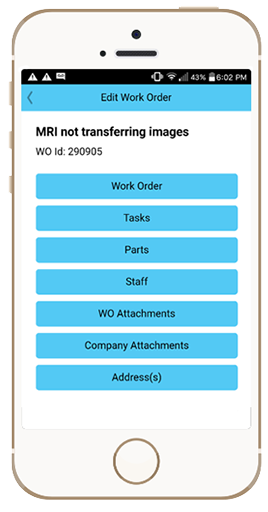 43% 6:02 PM
Edit Work Order
MRI not transferring images
WO Id: 290905
Work Order
Tasks
Parts
Staff
WO Attachments
Company Attachments
Address(s)